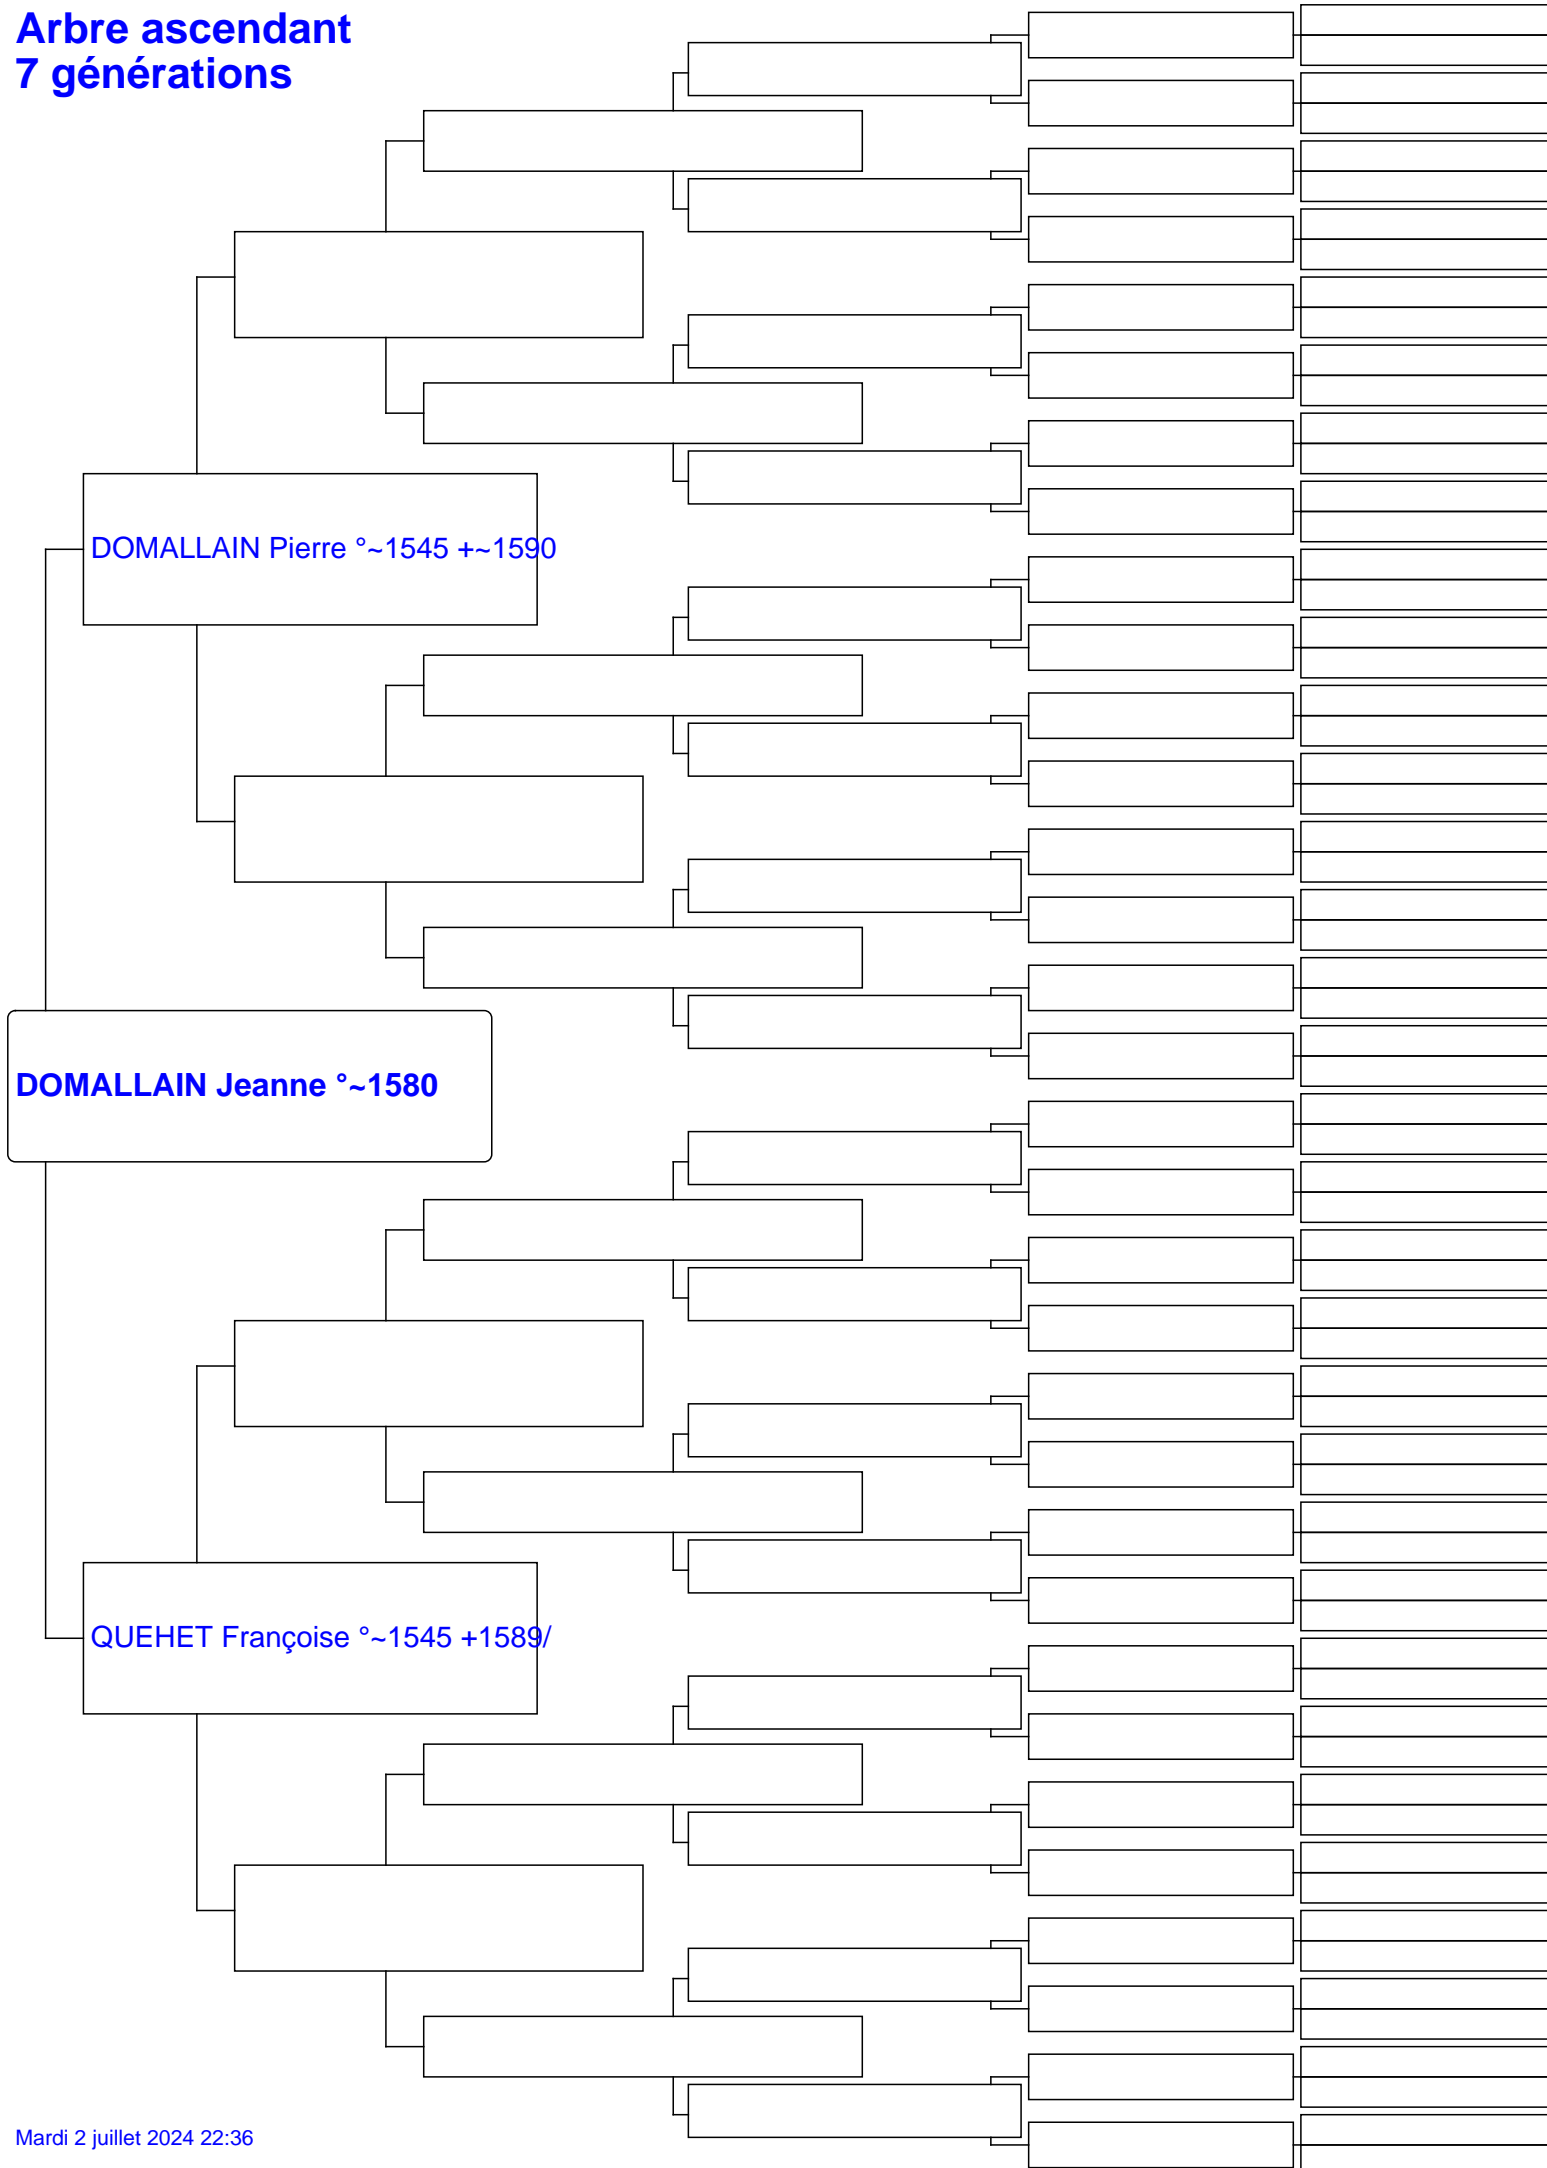 Arbre ascendant
7 générations
DOMALLAIN Pierre °~1545 +~1590
DOMALLAIN Jeanne °~1580
QUEHET Françoise °~1545 +1589/
Mardi 2 juillet 2024 22:36